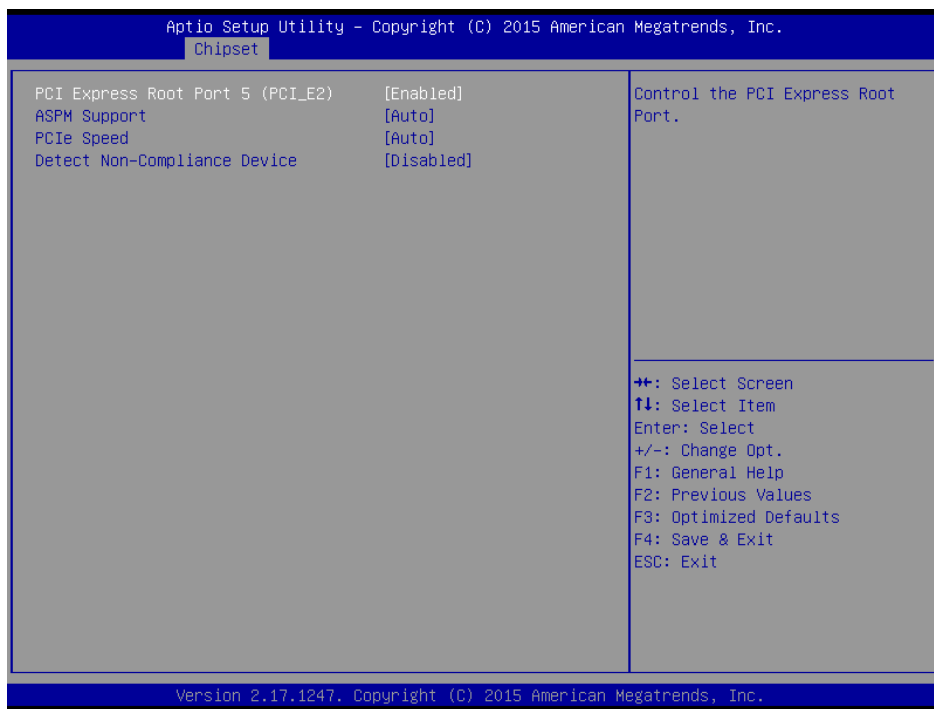 Aptio Setup Utility – Copyright (C) 2015 American Megatrends, Inc.
Chipset
PCI Express Root Port 5 (PCI_E2) [Enabled]
ASPM Support [Auto]
PCIe Speed [Auto]
Detect Non-Compliance Device [Disabled]
Control the PCI Express Root
Port.
→←: Select Screen
↑↓: Select Item
Enter: Select
+/-: Change Opt.
F1: General Help
F2: Previous Values
F3: Optimized Defaults
F4: Save & Exit
ESC: Exit
Version 2.17.1247. Copyright (C) 2015 American Megatrends, Inc.